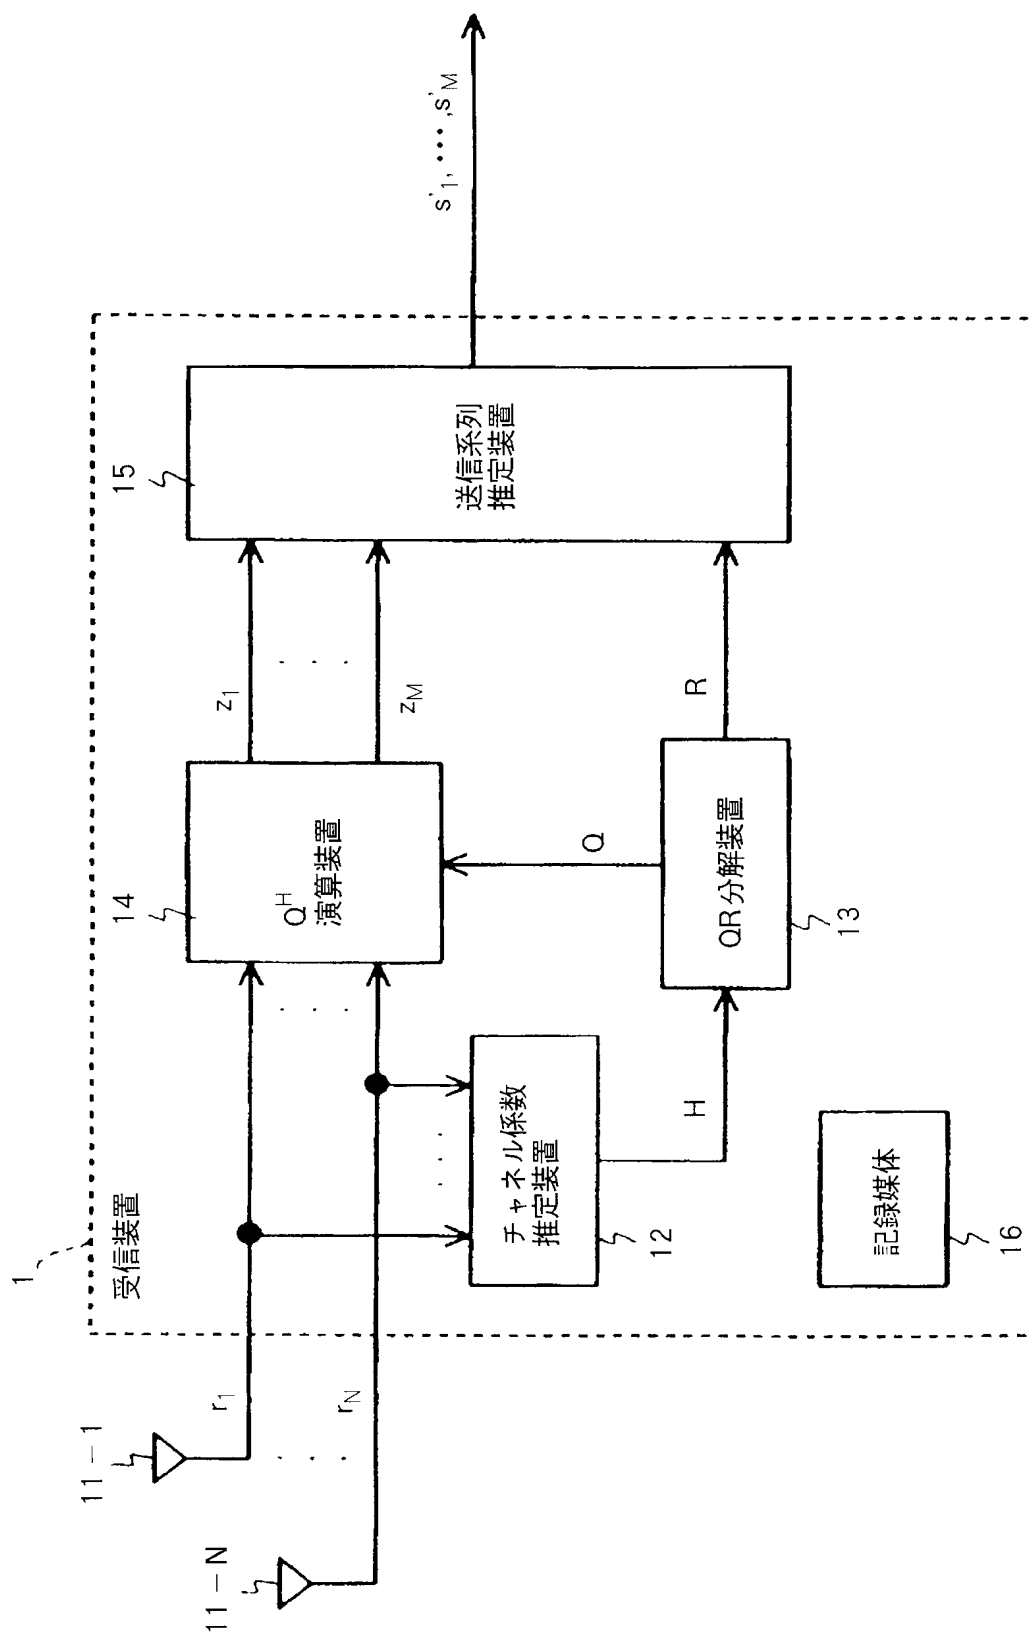 1
受信装置
11-1
r1
11-N
rN
14
QH
演算装置
z1
zM
15
送信系列
推定装置
s'1, ･･･ ,s'M
チャネル係数
推定装置
12
H
QR分解装置
13
Q
R
記録媒体
16